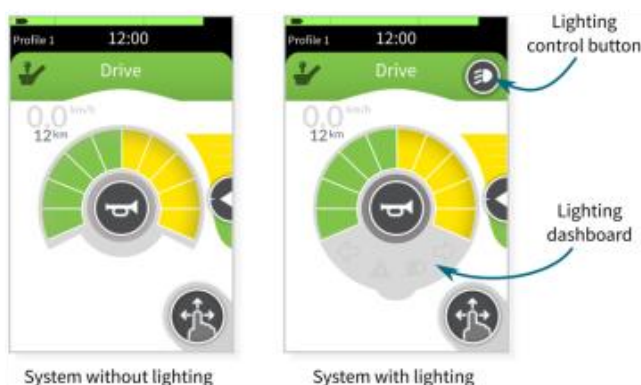 Profile 1 12:00
Drive
0.0 km/h
12km
System without lighting
Profile 1 12:00
Drive
0.0 km/h
12km
System with lighting
Lighting
control button
Lighting
dashboard